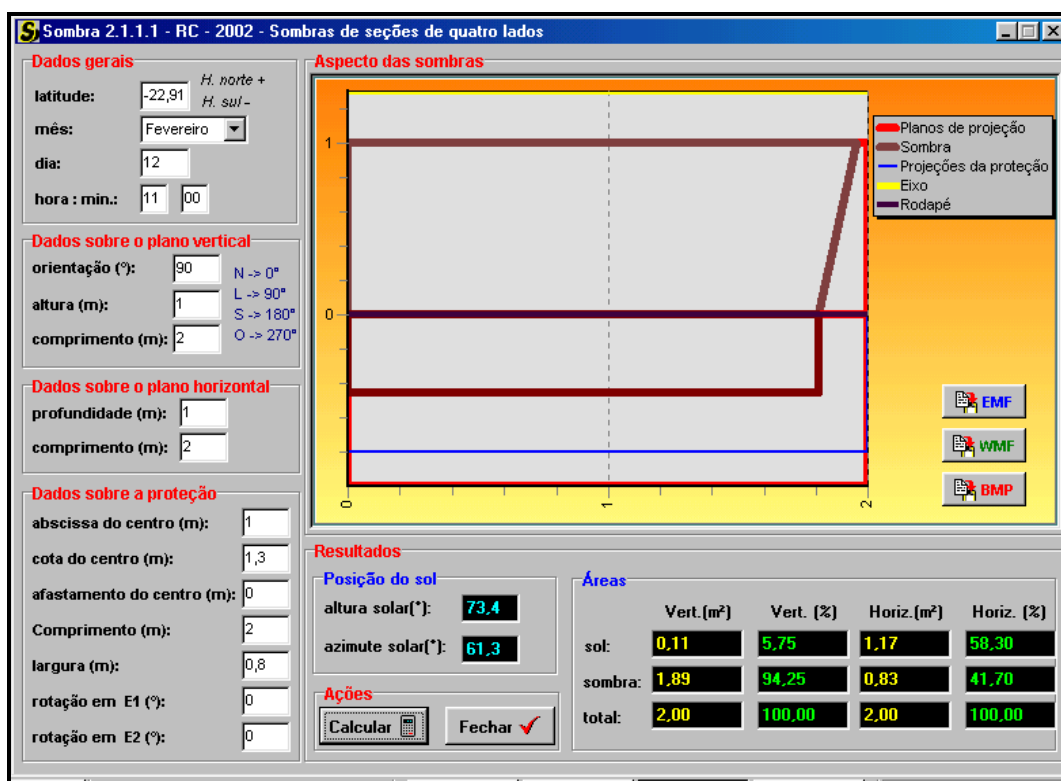 Sombra 2.1.1.1 - RC - 2002 - Sombras de seções de quatro lados
Dados gerais
latitude: -22,91 H. norte + H. sul -
mês: Fevereiro
dia: 12
hora : min.: 11 00
Dados sobre o plano vertical
orientação (º): 90 N -> 0º
altura (m): 1 L -> 90º
S -> 180º
comprimento (m): 2 O -> 270º
Dados sobre o plano horizontal
profundidade (m): 1
comprimento (m): 2
Dados sobre a proteção
abscissa do centro (m): 1
cota do centro (m): 1,3
afastamento do centro (m): 0
Comprimento (m): 2
largura (m): 0,8
rotação em E1 (º): 0
rotação em E2 (º): 0
Aspecto das sombras
1
0
0 1 2
Planos de projeção
Sombra
Projeções da proteção
Eixo
Rodapé
EMF
WMF
BMP
Resultados
Posição do sol
altura solar(°): 73,4
azimute solar(°): 61,3
Ações
Calcular Fechar
Áreas
Vert.(m²) Vert. (%) Horiz.(m²) Horiz. (%)
sol: 0,11 5,75 1,17 58,30
sombra: 1,89 94,25 0,83 41,70
total: 2,00 100,00 2,00 100,00